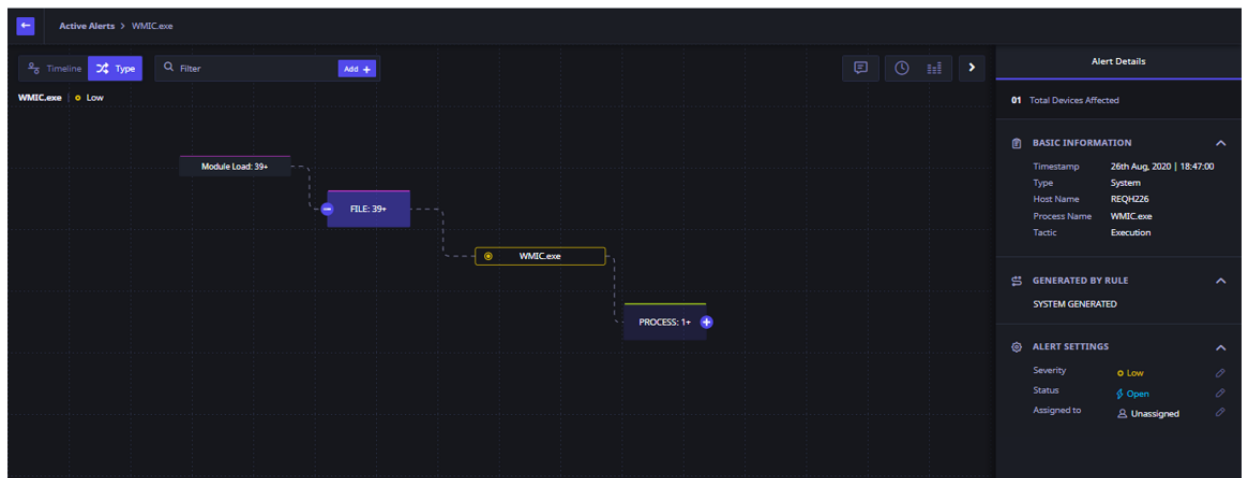 Active Alerts > WMIC.exe
Timeline
Type
Filter
Add +
WMIC.exe | Low
Module Load: 39+
FILE: 39+
WMIC.exe
PROCESS: 1+
Alert Details
01 Total Devices Affected
BASIC INFORMATION
Timestamp 26th Aug, 2020 | 18:47:00
Type System
Host Name REQH226
Process Name WMIC.exe
Tactic Execution
GENERATED BY RULE
SYSTEM GENERATED
ALERT SETTINGS
Severity Low
Status Open
Assigned to Unassigned